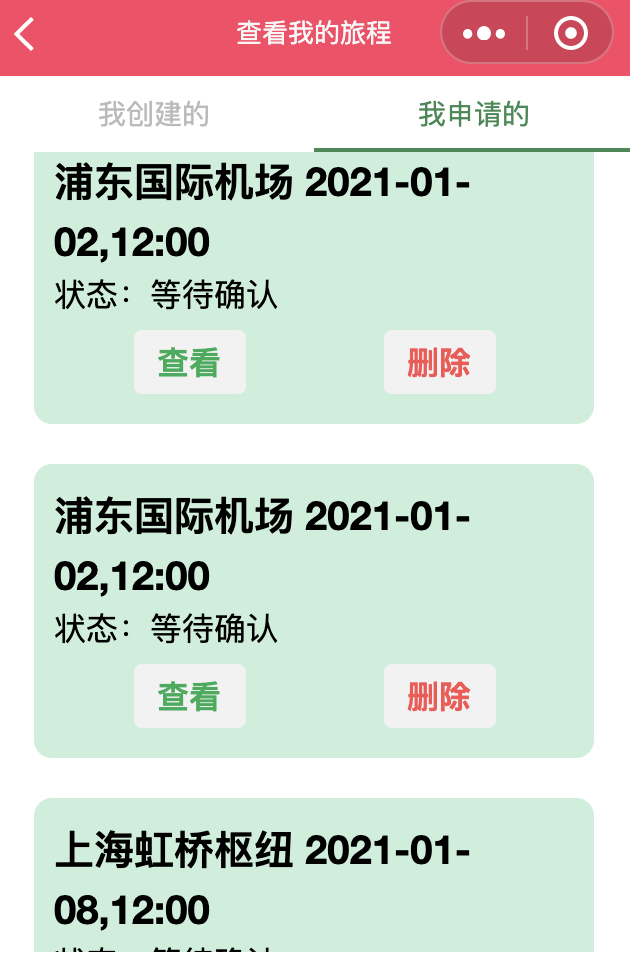 查看我的旅程
我创建的 我申请的
浦东国际机场 2021-01-
02,12:00
状态：等待确认
查看 删除
浦东国际机场 2021-01-
02,12:00
状态：等待确认
查看 删除
上海虹桥枢纽 2021-01-
08,12:00